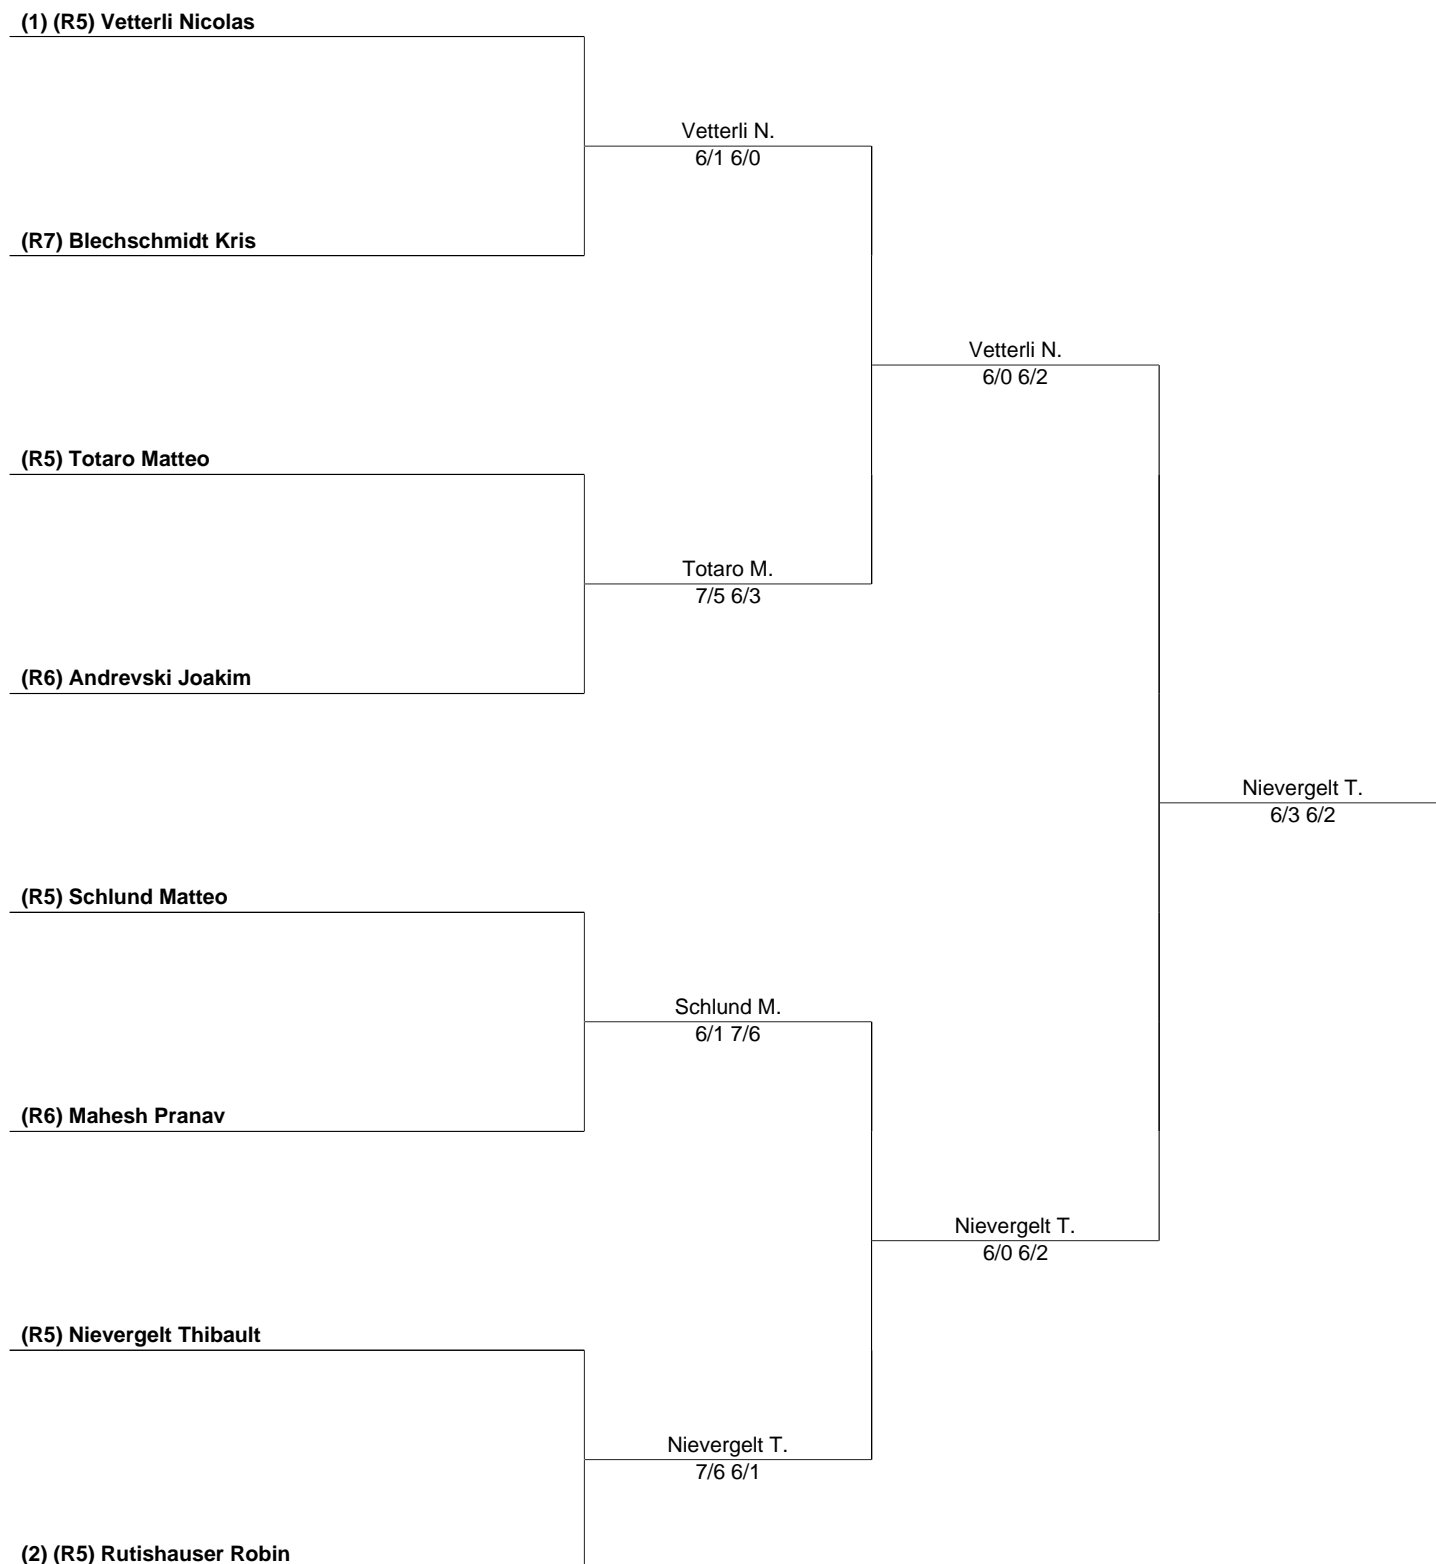 (1) (R5) Vetterli Nicolas
Vetterli N.
6/1 6/0
(R7) Blechschmidt Kris
Vetterli N.
6/0 6/2
(R5) Totaro Matteo
Totaro M.
7/5 6/3
(R6) Andrevski Joakim
Nievergelt T.
6/3 6/2
(R5) Schlund Matteo
Schlund M.
6/1 7/6
(R6) Mahesh Pranav
Nievergelt T.
6/0 6/2
(R5) Nievergelt Thibault
Nievergelt T.
7/6 6/1
(2) (R5) Rutishauser Robin